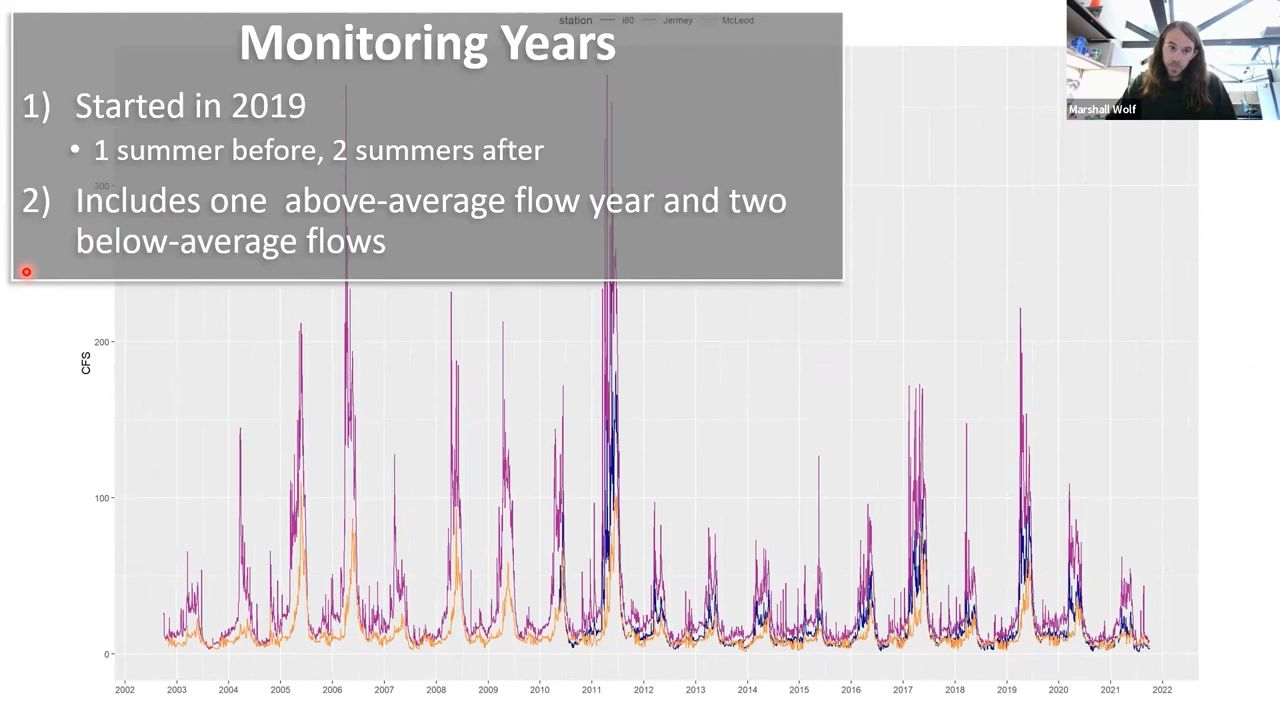 station i80 Jermey McLeod
Monitoring Years
1) Started in 2019
• 1 summer before, 2 summers after
2) Includes one above-average flow year and two
below-average flows
Marshall Wolf
CFS
300
200
100
0
2002 2003 2004 2005 2006 2007 2008 2009 2010 2011 2012 2013 2014 2015 2016 2017 2018 2019 2020 2021 2022